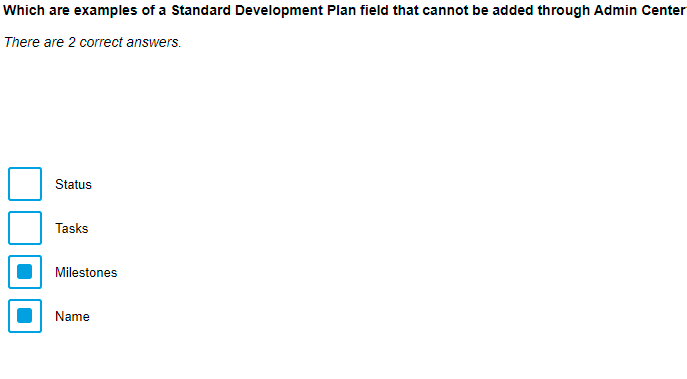 Which are examples of a Standard Development Plan field that cannot be added through Admin Center
There are 2 correct answers.
Status
Tasks
Milestones
Name